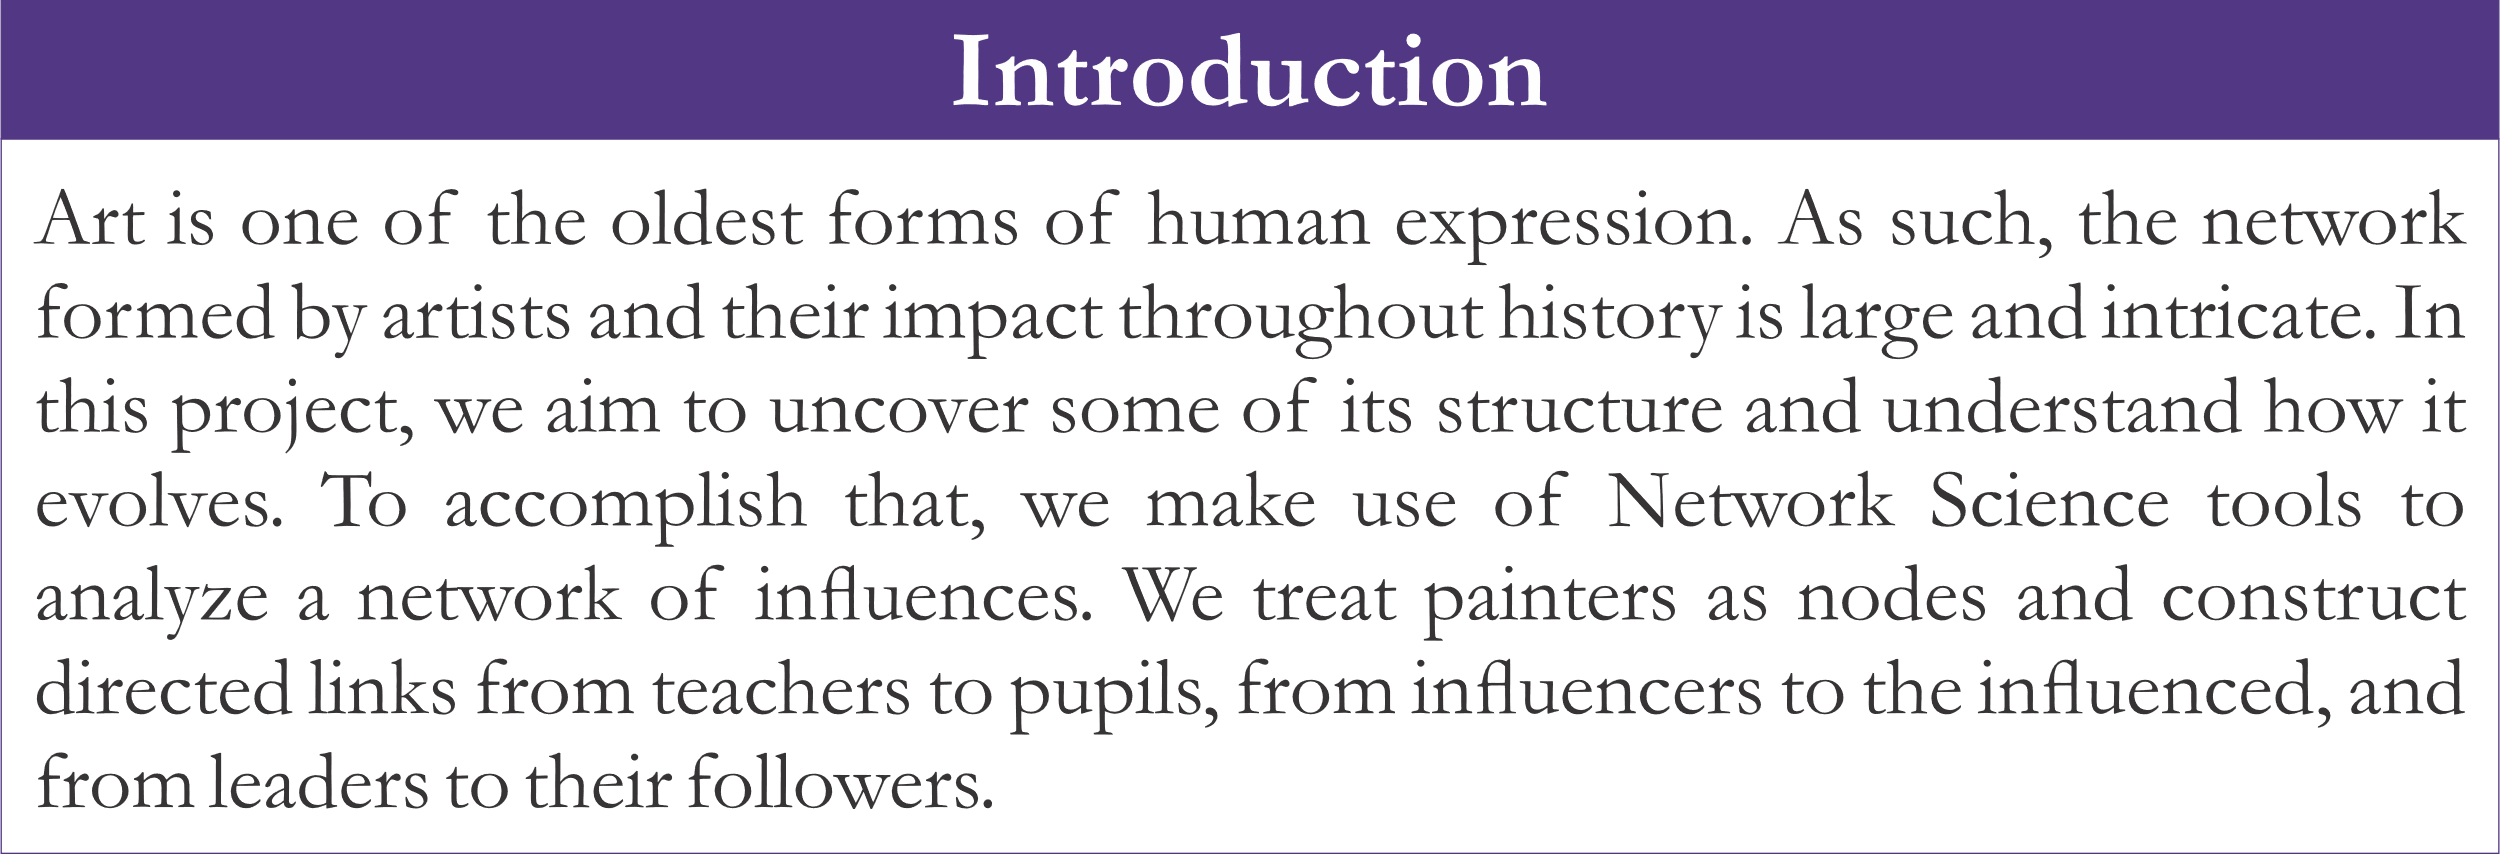 Introduction
Art is one of the oldest forms of human expression. As such, the network
formed by artists and their impact throughout history is large and intricate. In
this project, we aim to uncover some of its structure and understand how it
evolves. To accomplish that, we make use of Network Science tools to
analyze a network of influences. We treat painters as nodes and construct
directed links from teachers to pupils, from influencers to the influenced, and
from leaders to their followers.